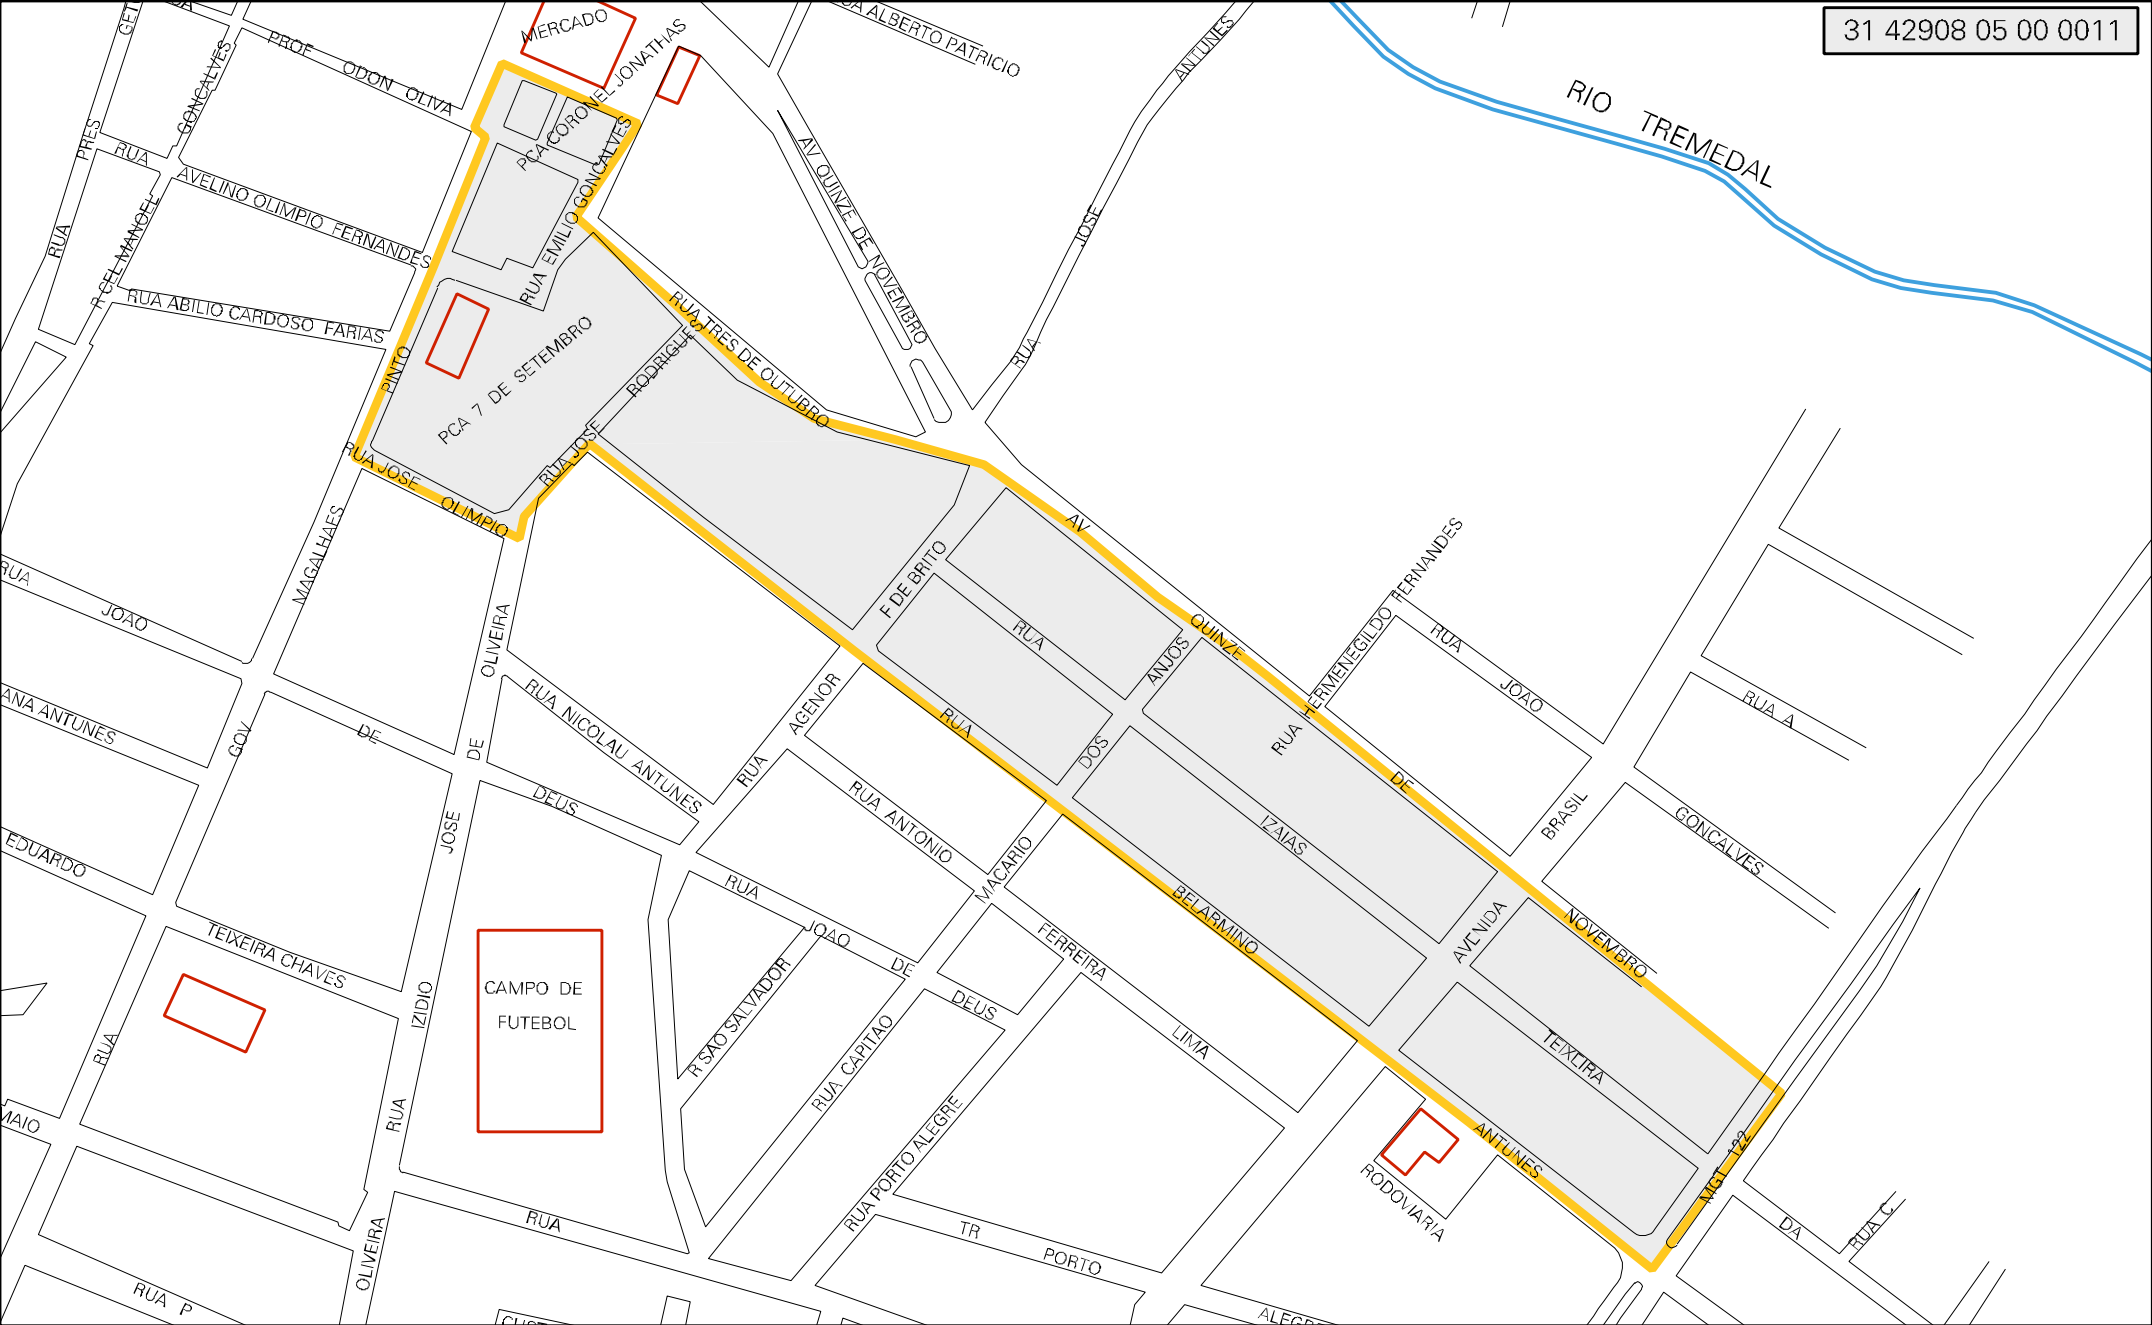 31 42908 05 00 0011
MERCADO
RUA ALBERTO PATRICIO
ANTUNES
PROF ODON OLIVA
GONCALVES
PCA CORONEL JONATHAS
RIO TREMEDAL
PRES
RUA
AVELINO OLIMPIO FERNANDES
RUA EMILIO GONCALVES
AV QUINZE DE NOVEMBRO
JOSE
RUA
R CEL MANOEL
RUA ABILIO CARDOSO FARIAS
RUA TRES DE OUTUBRO
RUA
PINTO
PCA 7 DE SETEMBRO
RODRIGUES
RUA JOSE
RUA JOSE OLIMPIO
MAGALHAES
AV
QUINZE
DE
NOVEMBRO
F DE BRITO
RUA
ANJOS
RUA HERMENEGILDO FERNANDES
RUA
JOAO
RUA A
RUA
JOAO
OLIVEIRA
RUA NICOLAU ANTUNES
AGENOR
RUA
RUA
DOS
ANA ANTUNES
GOV
DE
DE
DEUS
JOSE
RUA ANTONIO
IZAIAS
BRASIL
GONCALVES
EDUARDO
MACARIO
RUA
BELARMINO
AVENIDA
TEIXEIRA CHAVES
JOAO
DE
DEUS
FERREIRA
LIMA
TEIXEIRA
CAMPO DE
FUTEBOL
IZIDIO
R SAO SALVADOR
RUA CAPITAO
RUA
RUA
MAIO
RUA PORTO ALEGRE
ANTUNES
MGT 122
RODOVIARIA
RUA
TR PORTO
ALEGRE
DA
RUA C
OLIVEIRA
RUA P